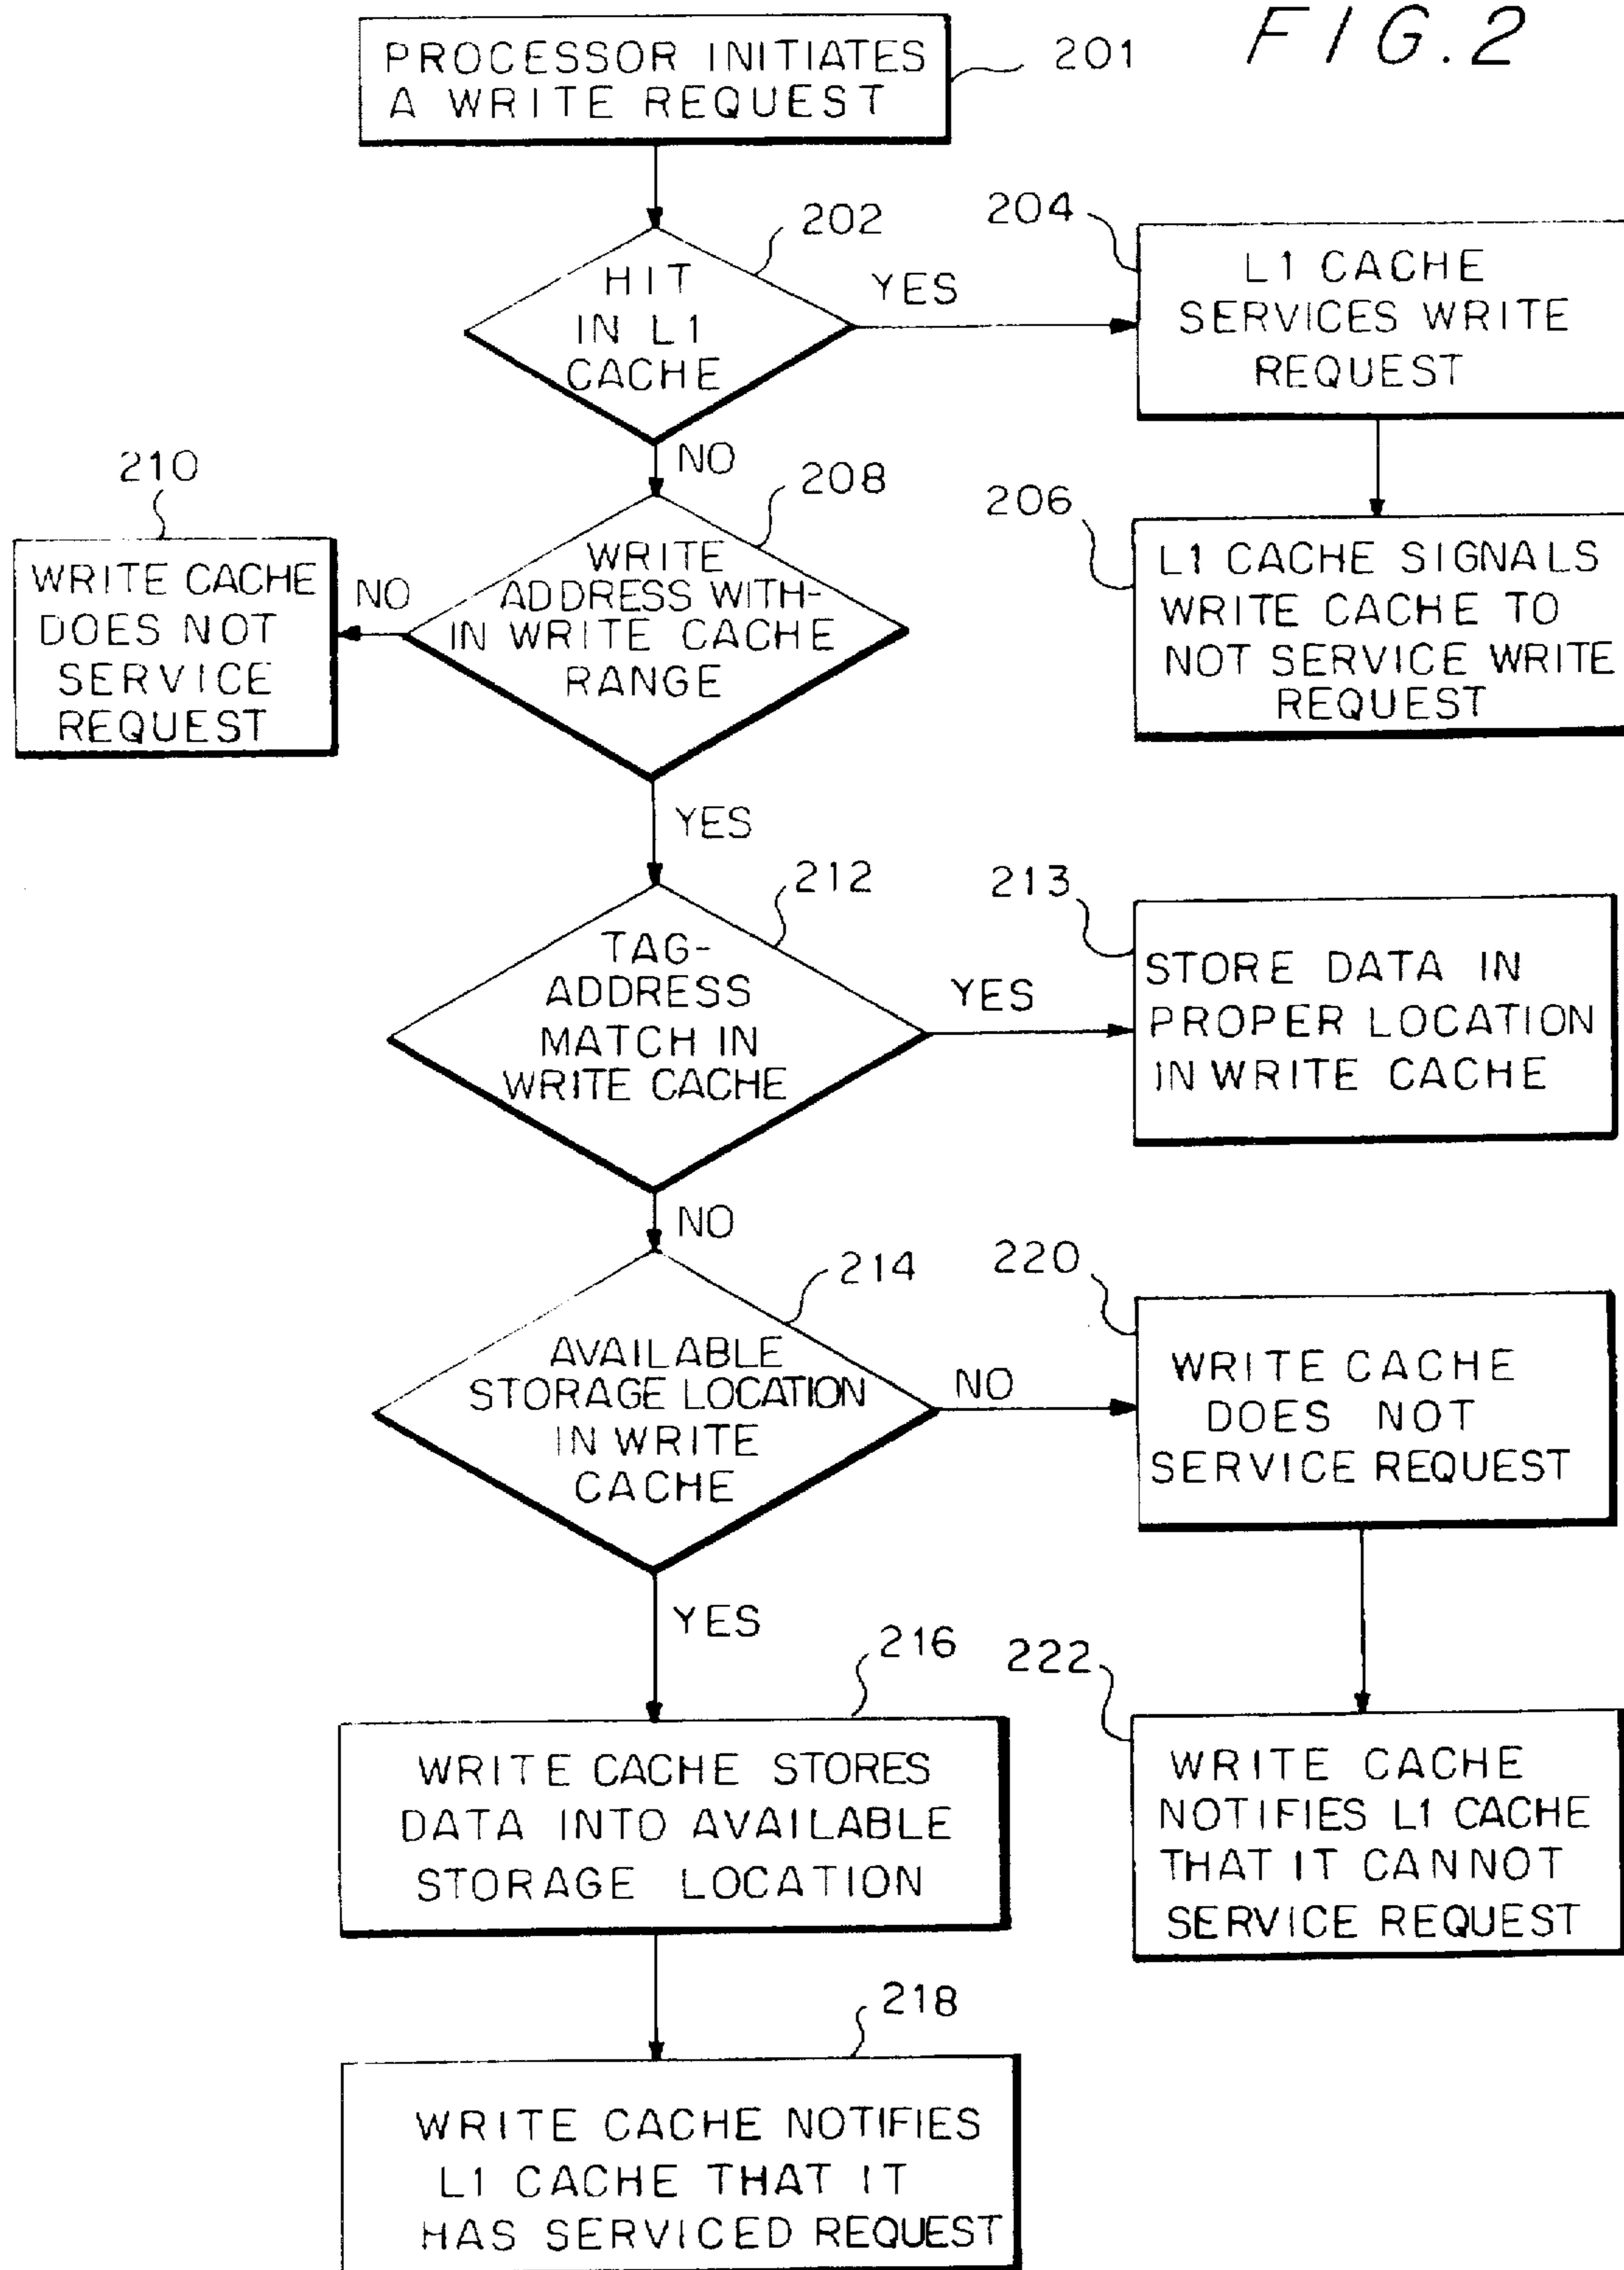 FIG.2
PROCESSOR INITIATES
A WRITE REQUEST
201
202
HIT
IN L1
CACHE
YES
204
L1 CACHE
SERVICES WRITE
REQUEST
NO
206
L1 CACHE SIGNALS
WRITE CACHE TO
NOT SERVICE WRITE
REQUEST
208
WRITE
ADDRESS WITH-
IN WRITE CACHE
RANGE
NO
210
WRITE CACHE
DOES NOT
SERVICE
REQUEST
YES
212
TAG-
ADDRESS
MATCH IN
WRITE CACHE
YES
213
STORE DATA IN
PROPER LOCATION
IN WRITE CACHE
NO
214
AVAILABLE
STORAGE LOCATION
IN WRITE
CACHE
NO
220
WRITE CACHE
DOES NOT
SERVICE REQUEST
222
WRITE CACHE
NOTIFIES L1 CACHE
THAT IT CANNOT
SERVICE REQUEST
YES
216
WRITE CACHE STORES
DATA INTO AVAILABLE
STORAGE LOCATION
218
WRITE CACHE NOTIFIES
L1 CACHE THAT IT
HAS SERVICED REQUEST